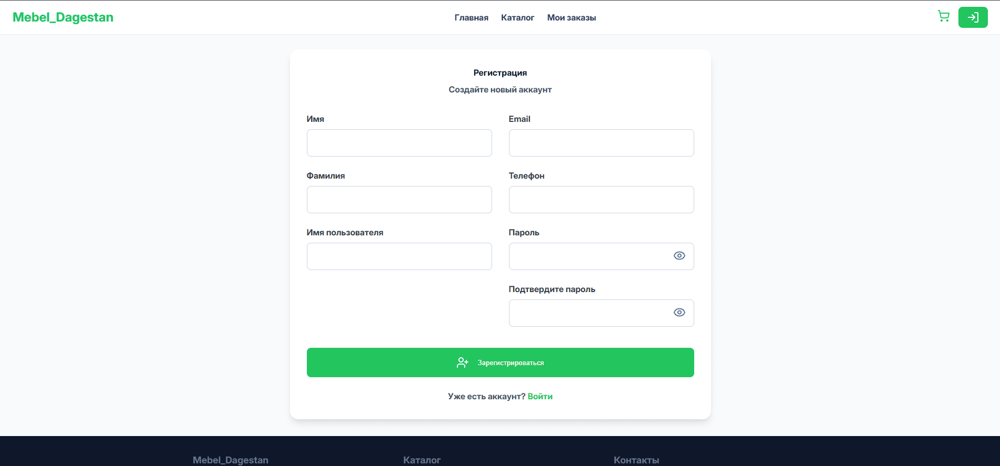 Mebel_Dagestan
Главная Каталог Мои заказы
Регистрация
Создайте новый аккаунт
Имя
Email
Фамилия
Телефон
Имя пользователя
Пароль
Подтвердите пароль
Зарегистрироваться
Уже есть аккаунт? Войти
Mebel_Dagestan
Каталог
Контакты